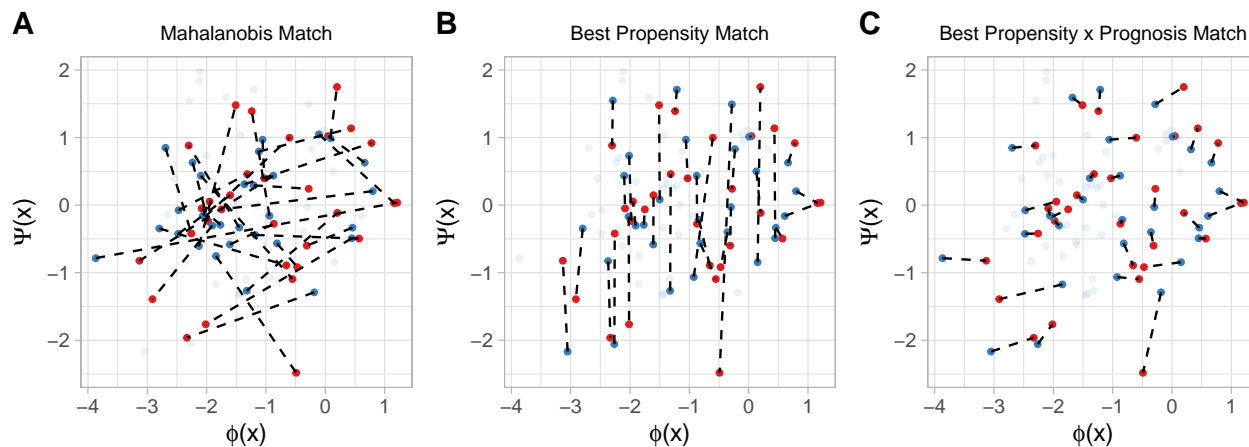 A
Mahalanobis Match
Ψ(x)
2
1
0
−1
−2
−4 −3 −2 −1 0 1
ϕ(x)
B
Best Propensity Match
Ψ(x)
2
1
0
−1
−2
−4 −3 −2 −1 0 1
ϕ(x)
C
Best Propensity x Prognosis Match
Ψ(x)
2
1
0
−1
−2
−4 −3 −2 −1 0 1
ϕ(x)